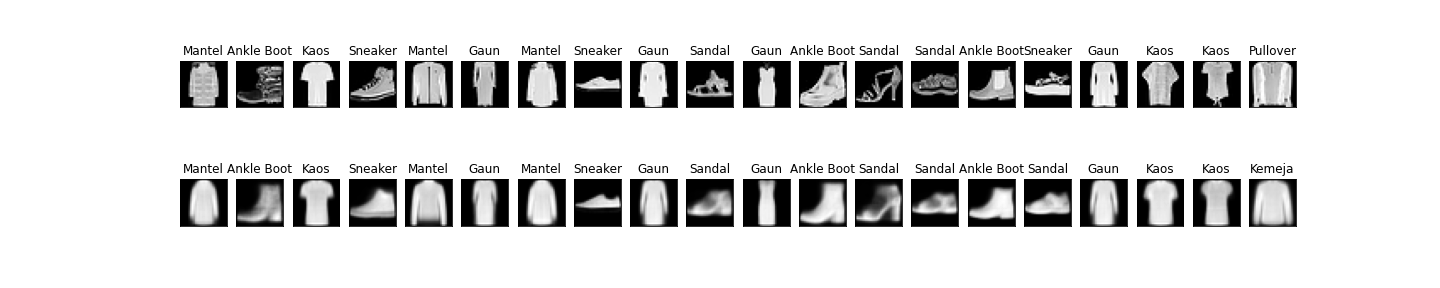 Mantel Ankle Boot Kaos Sneaker Mantel Gaun Mantel Sneaker Gaun Sandal Gaun Ankle Boot Sandal Sandal Ankle Boot Sneaker Gaun Kaos Kaos Pullover
Mantel Ankle Boot Kaos Sneaker Mantel Gaun Mantel Sneaker Gaun Sandal Gaun Ankle Boot Sandal Sandal Ankle Boot Sandal Gaun Kaos Kaos Kemeja